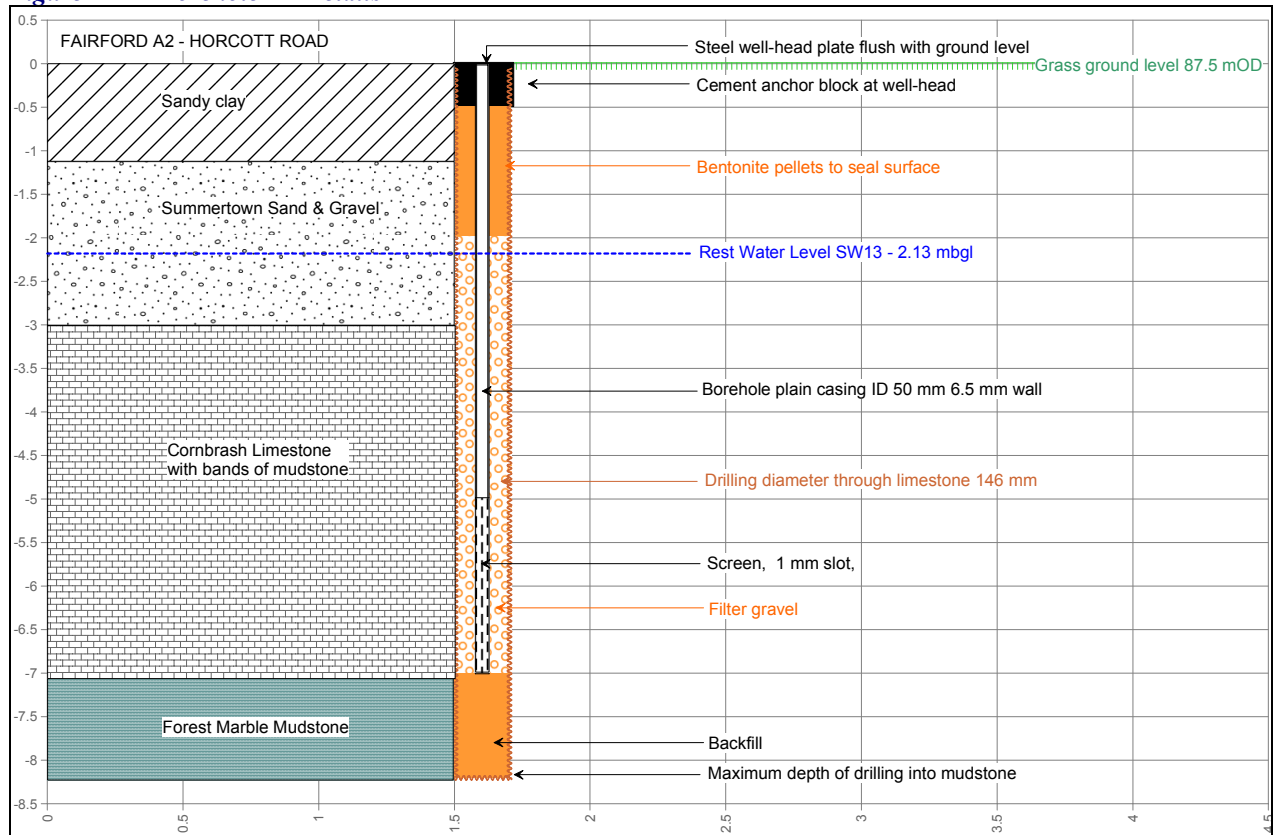 FAIRFORD A2 - HORCOTT ROAD
Steel well-head plate flush with ground level
Grass ground level 87.5 mOD
Cement anchor block at well-head
Sandy clay
Bentonite pellets to seal surface
Summertown Sand & Gravel
Rest Water Level SW13 - 2.13 mbgl
Borehole plain casing ID 50 mm 6.5 mm wall
Cornbrash Limestone
with bands of mudstone
Drilling diameter through limestone 146 mm
Screen, 1 mm slot,
Filter gravel
Forest Marble Mudstone
Backfill
Maximum depth of drilling into mudstone
0.5
0
-0.5
-1
-1.5
-2
-2.5
-3
-3.5
-4
-4.5
-5
-5.5
-6
-6.5
-7
-7.5
-8
-8.5
0
0.5
1
1.5
2
2.5
3
3.5
4
4.5